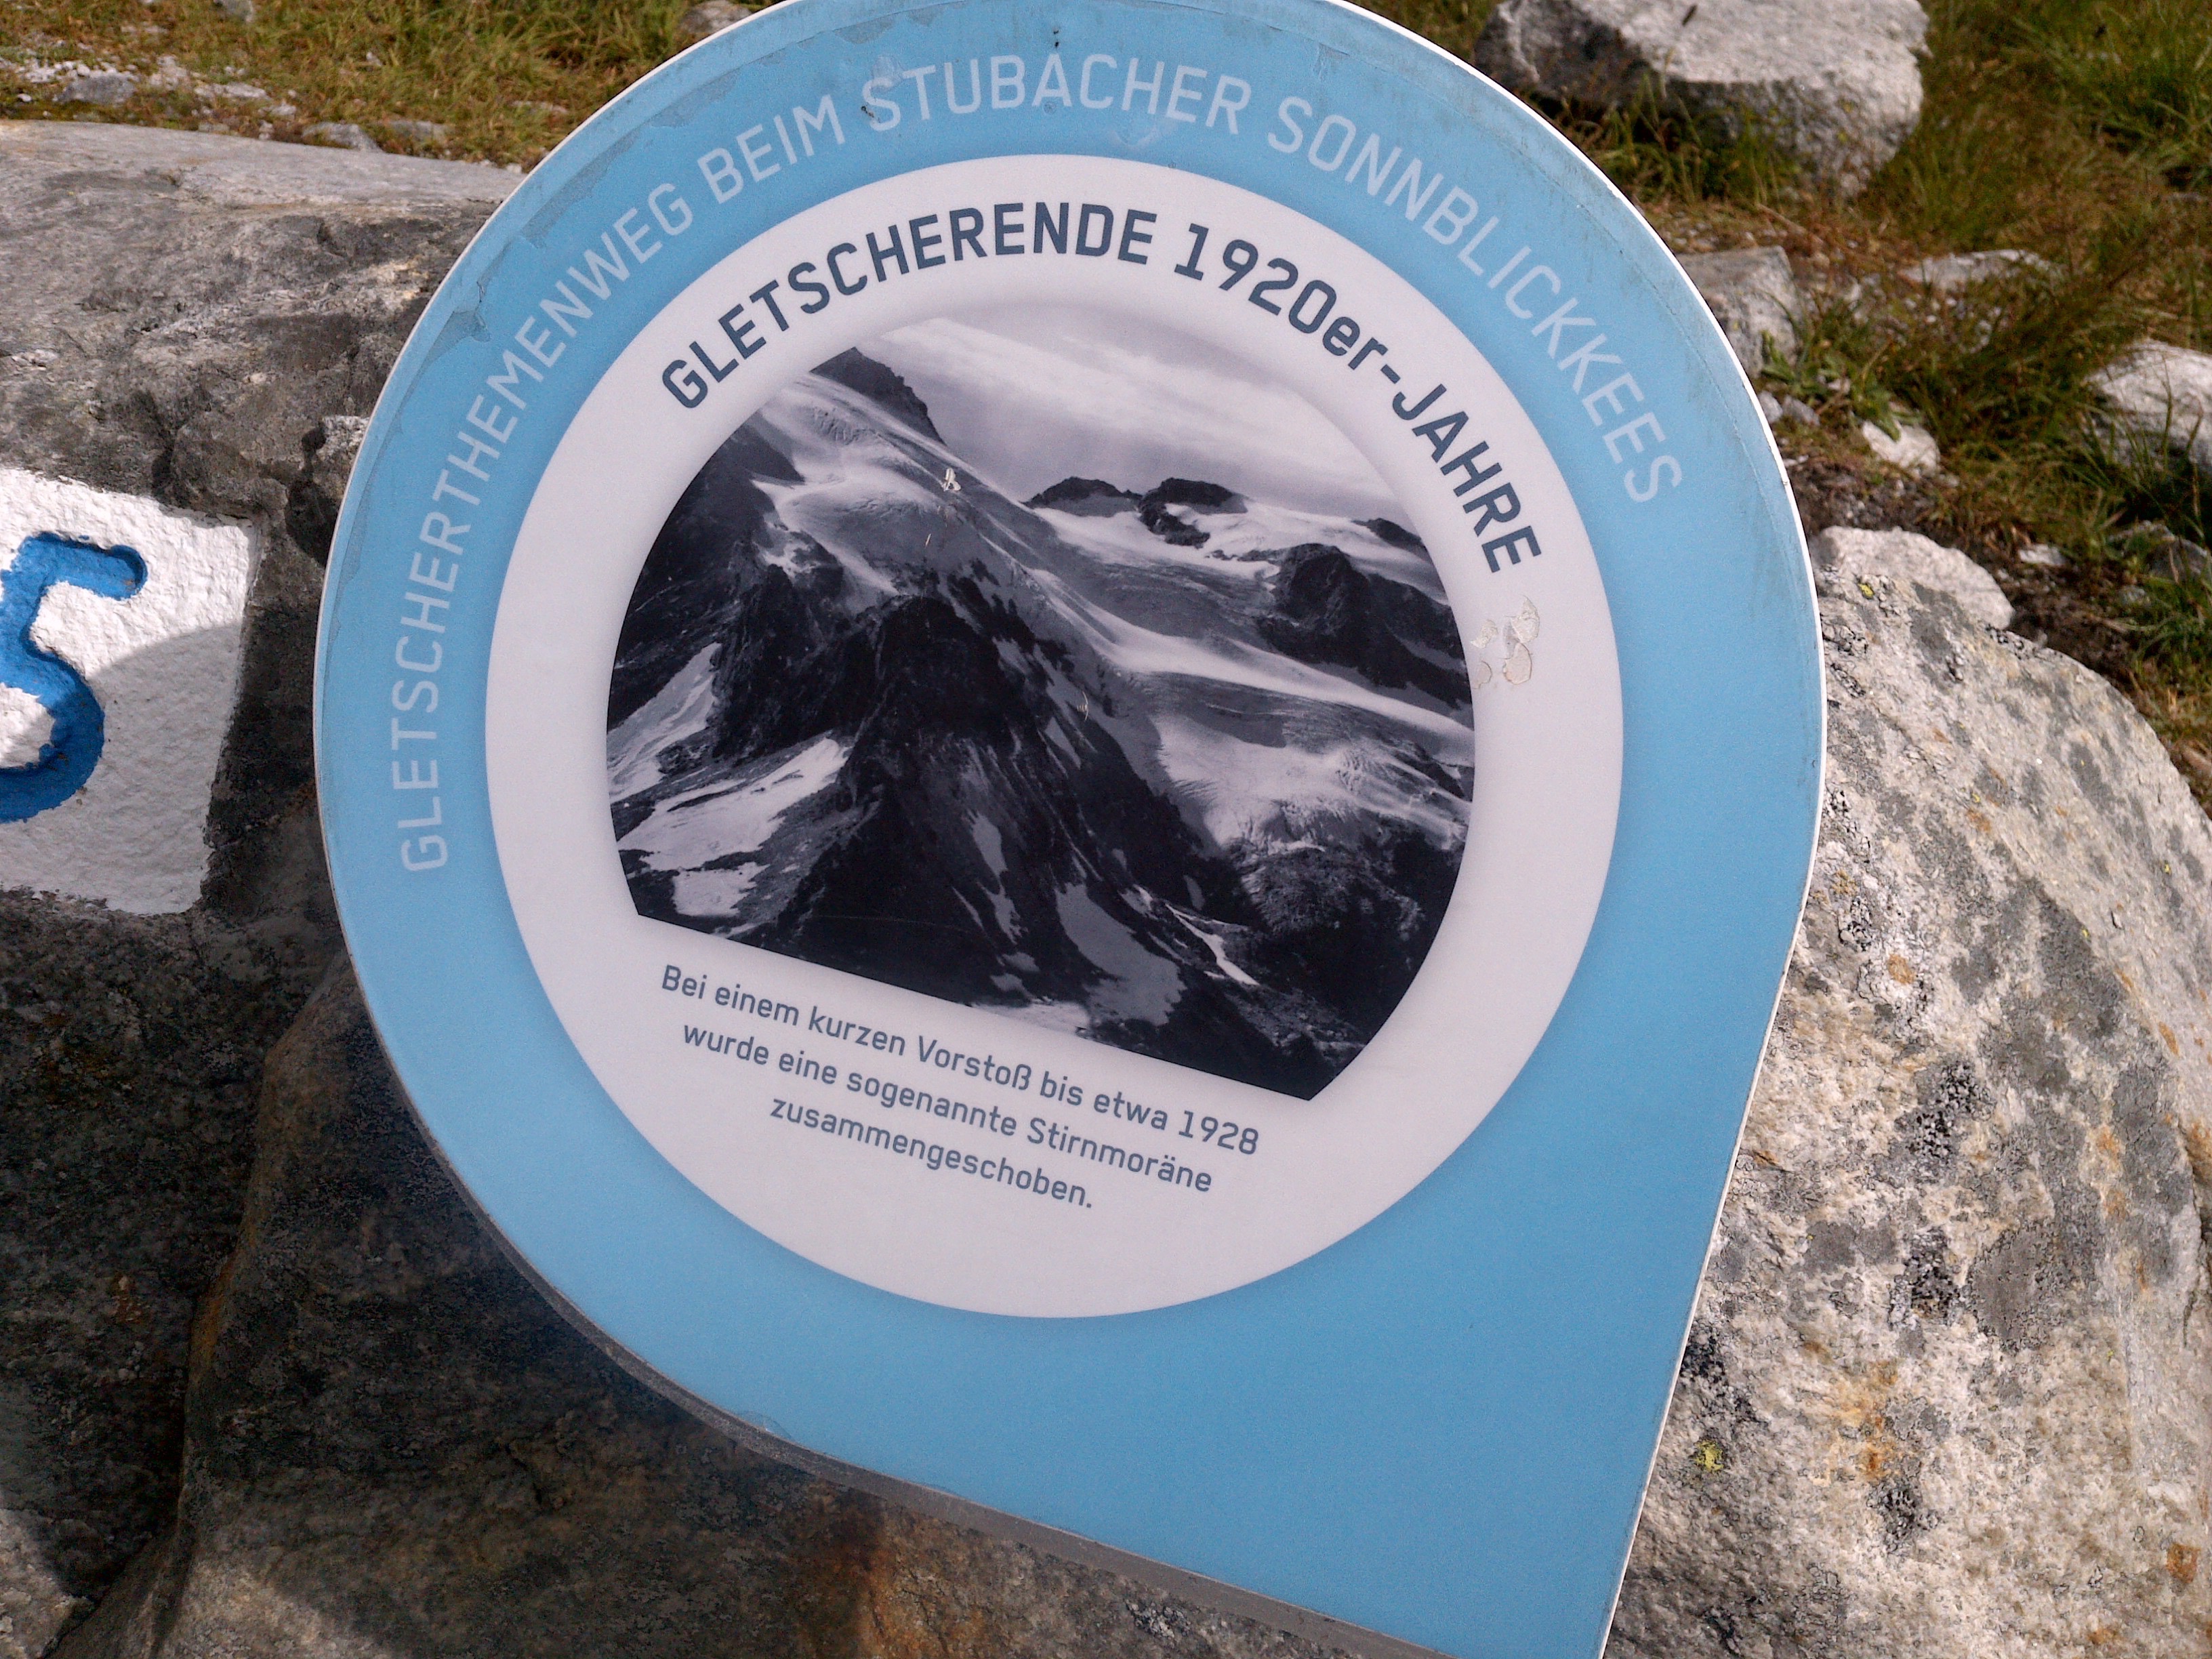 GLETSCHERTHEMENWEG BEIM STUBACHER SONNBLICKKEES
GLETSCHERENDE 1920er-JAHRE
Bei einem kurzen Vorstoß bis etwa 1928
wurde eine sogenannte Stirnmoräne
zusammengeschoben.
5